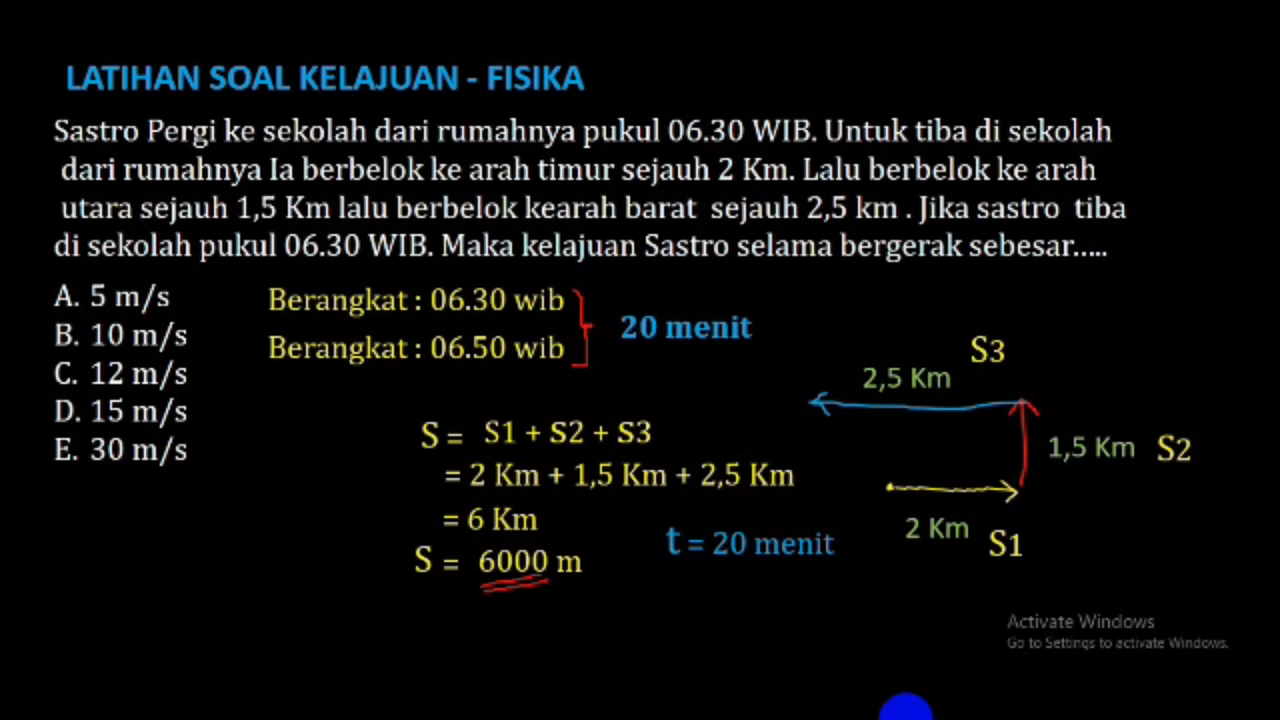 LATIHAN SOAL KELAJUAN - FISIKA
Sastro Pergi ke sekolah dari rumahnya pukul 06.30 WIB. Untuk tiba di sekolah
dari rumahnya Ia berbelok ke arah timur sejauh 2 Km. Lalu berbelok ke arah
utara sejauh 1,5 Km lalu berbelok kearah barat sejauh 2,5 km . Jika sastro tiba
di sekolah pukul 06.30 WIB. Maka kelajuan Sastro selama bergerak sebesar.....
A. 5 m/s
B. 10 m/s
C. 12 m/s
D. 15 m/s
E. 30 m/s
Berangkat : 06.30 wib
Berangkat : 06.50 wib
20 menit
S = S1 + S2 + S3
= 2 Km + 1,5 Km + 2,5 Km
= 6 Km
S = 6000 m
t = 20 menit
S3
2,5 Km
1,5 Km S2
2 Km S1
Activate Windows
Go to Settings to activate Windows.